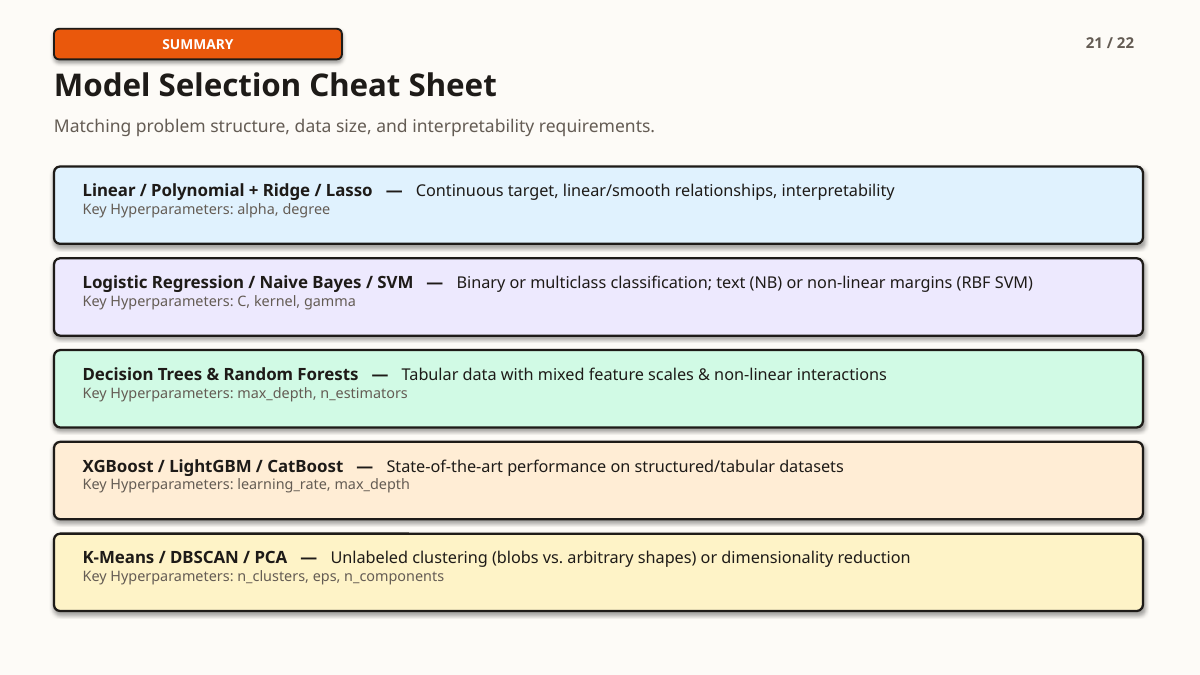 SUMMARY
21 / 22
Model Selection Cheat Sheet
Matching problem structure, data size, and interpretability requirements.
Linear / Polynomial + Ridge / Lasso — Continuous target, linear/smooth relationships, interpretability
Key Hyperparameters: alpha, degree
Logistic Regression / Naive Bayes / SVM — Binary or multiclass classification; text (NB) or non-linear margins (RBF SVM)
Key Hyperparameters: C, kernel, gamma
Decision Trees & Random Forests — Tabular data with mixed feature scales & non-linear interactions
Key Hyperparameters: max_depth, n_estimators
XGBoost / LightGBM / CatBoost — State-of-the-art performance on structured/tabular datasets
Key Hyperparameters: learning_rate, max_depth
K-Means / DBSCAN / PCA — Unlabeled clustering (blobs vs. arbitrary shapes) or dimensionality reduction
Key Hyperparameters: n_clusters, eps, n_components